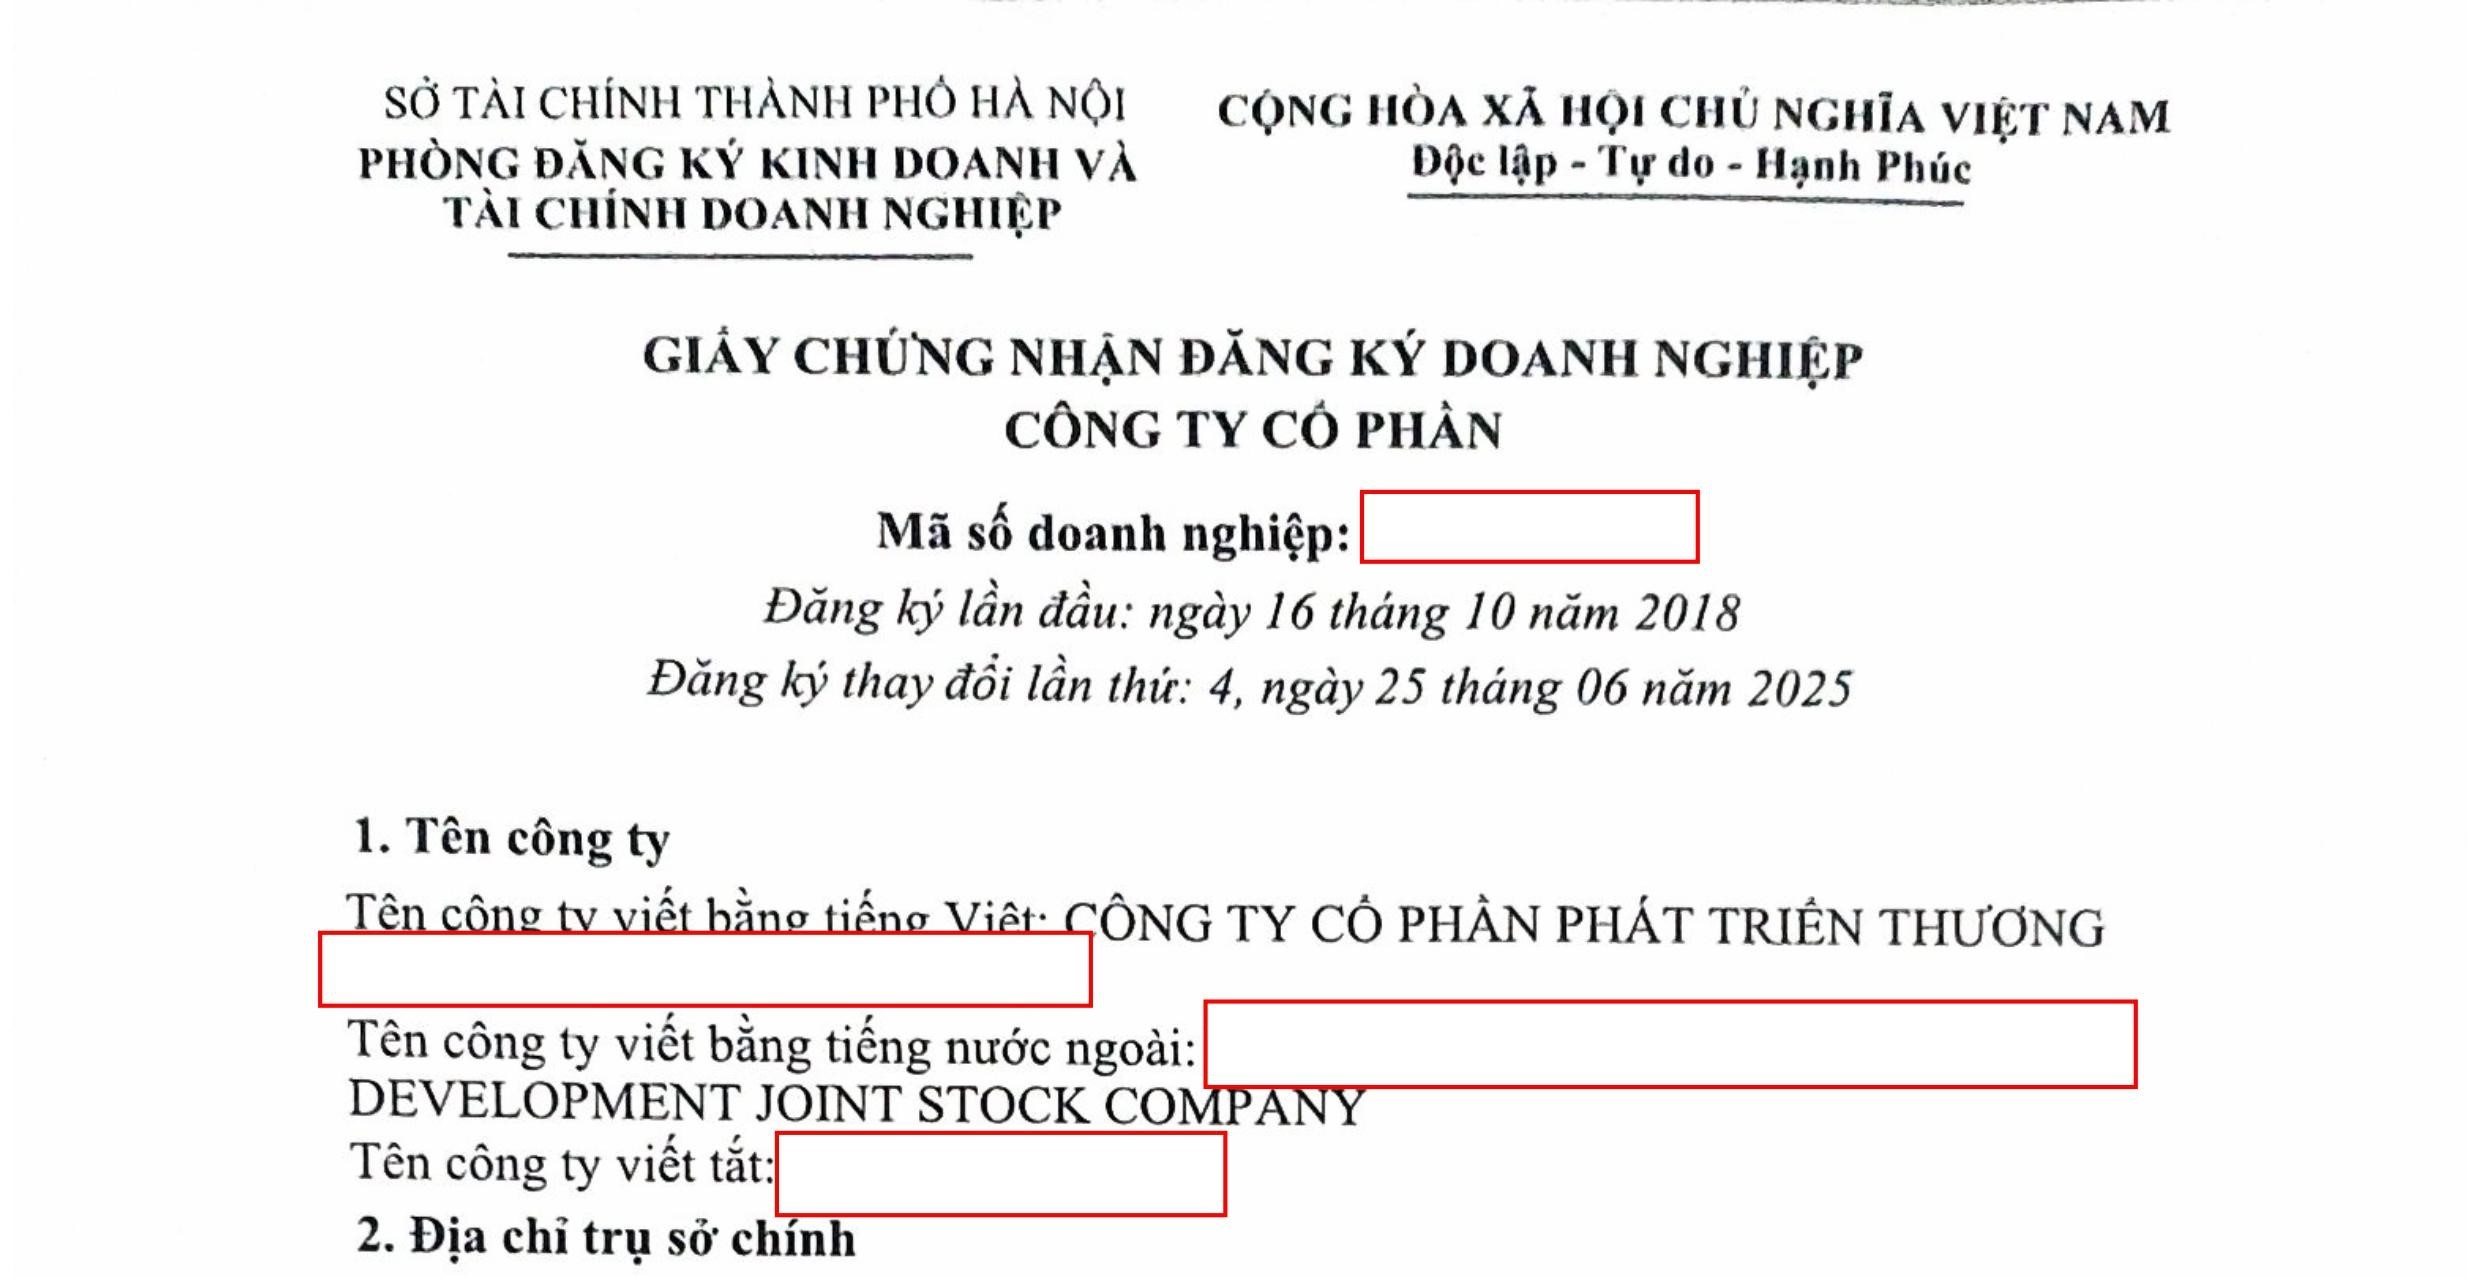 SỞ TÀI CHÍNH THÀNH PHỐ HÀ NỘI
PHÒNG ĐĂNG KÝ KINH DOANH VÀ
TÀI CHÍNH DOANH NGHIỆP
CỘNG HÒA XÃ HỘI CHỦ NGHĨA VIỆT NAM
Độc lập - Tự do - Hạnh Phúc
GIẤY CHỨNG NHẬN ĐĂNG KÝ DOANH NGHIỆP
CÔNG TY CỔ PHẦN
Mã số doanh nghiệp:
Đăng ký lần đầu: ngày 16 tháng 10 năm 2018
Đăng ký thay đổi lần thứ: 4, ngày 25 tháng 06 năm 2025
1. Tên công ty
Tên công ty viết bằng tiếng Việt: CÔNG TY CỔ PHẦN PHÁT TRIỂN THƯƠNG
Tên công ty viết bằng tiếng nước ngoài:
DEVELOPMENT JOINT STOCK COMPANY
Tên công ty viết tắt:
2. Địa chỉ trụ sở chính